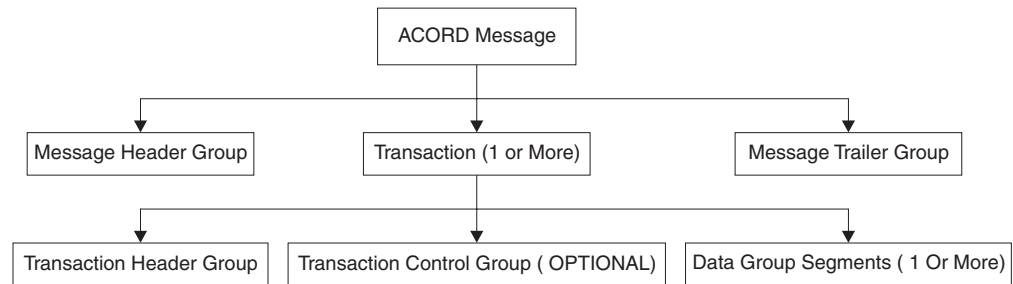 ACORD Message
Message Header Group
Transaction (1 or More)
Message Trailer Group
Transaction Header Group
Transaction Control Group ( OPTIONAL)
Data Group Segments ( 1 Or More)